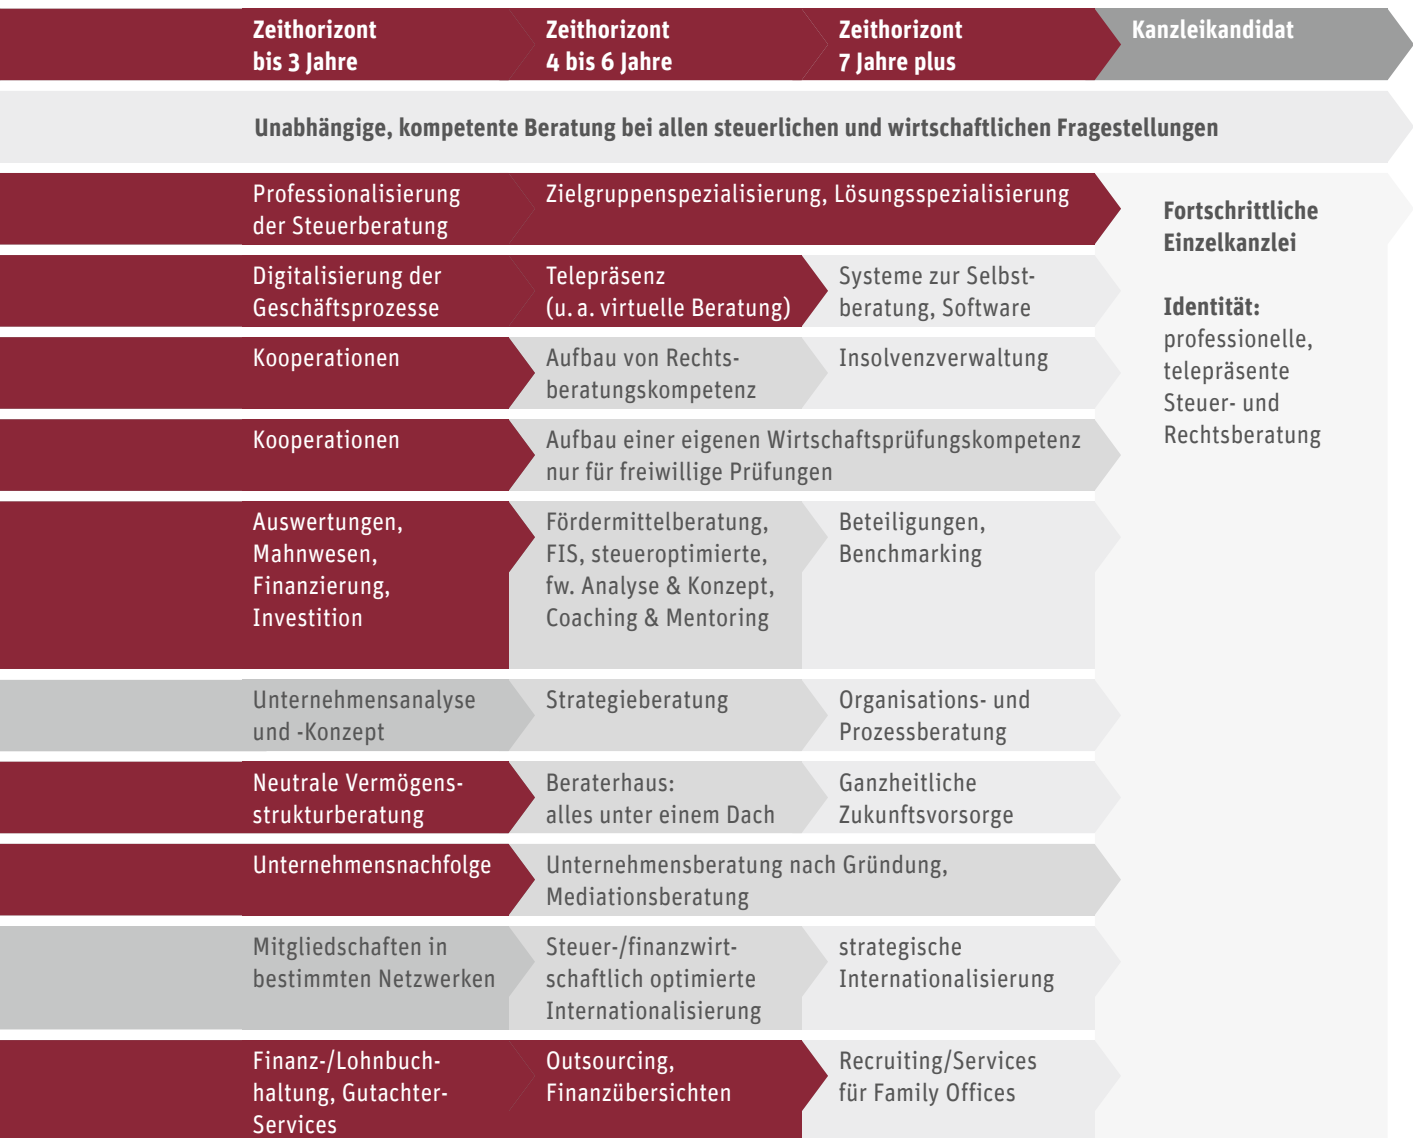 Zeithorizont
bis 3 Jahre
Zeithorizont
4 bis 6 Jahre
Zeithorizont
7 Jahre plus
Kanzleikandidat
Unabhängige, kompetente Beratung bei allen steuerlichen und wirtschaftlichen Fragestellungen
Professionalisierung
der Steuerberatung
Zielgruppenspezialisierung, Lösungsspezialisierung
Digitalisierung der
Geschäftsprozesse
Telepräsenz
(u. a. virtuelle Beratung)
Systeme zur Selbst-
beratung, Software
Kooperationen
Aufbau von Rechts-
beratungskompetenz
Insolvenzverwaltung
Kooperationen
Aufbau einer eigenen Wirtschaftsprüfungskompetenz
nur für freiwillige Prüfungen
Auswertungen,
Mahnwesen,
Finanzierung,
Investition
Fördermittelberatung,
FIS, steueroptimierte,
fw. Analyse & Konzept,
Coaching & Mentoring
Beteiligungen,
Benchmarking
Unternehmensanalyse
und -Konzept
Strategieberatung
Organisations- und
Prozessberatung
Neutrale Vermögens-
strukturberatung
Beraterhaus:
alles unter einem Dach
Ganzheitliche
Zukunftsvorsorge
Unternehmensnachfolge
Unternehmensberatung nach Gründung,
Mediationsberatung
Mitgliedschaften in
bestimmten Netzwerken
Steuer-/finanzwirt-
schaftlich optimierte
Internationalisierung
strategische
Internationalisierung
Finanz-/Lohnbuch-
haltung, Gutachter-
Services
Outsourcing,
Finanzübersichten
Recruiting/Services
für Family Offices
Fortschrittliche
Einzelkanzlei
Identität:
professionelle,
telepräsente
Steuer- und
Rechtsberatung